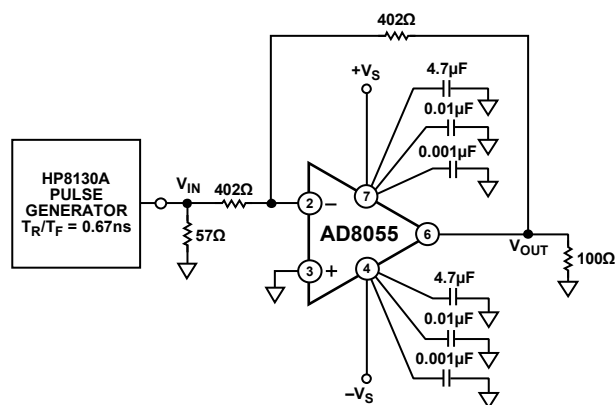 402Ω
+VS
4.7µF
0.01µF
0.001µF
HP8130A
PULSE
GENERATOR
TR/TF = 0.67ns
VIN
402Ω
57Ω
2
–
7
AD8055
6
3
+
4
VOUT
100Ω
4.7µF
0.01µF
0.001µF
–VS